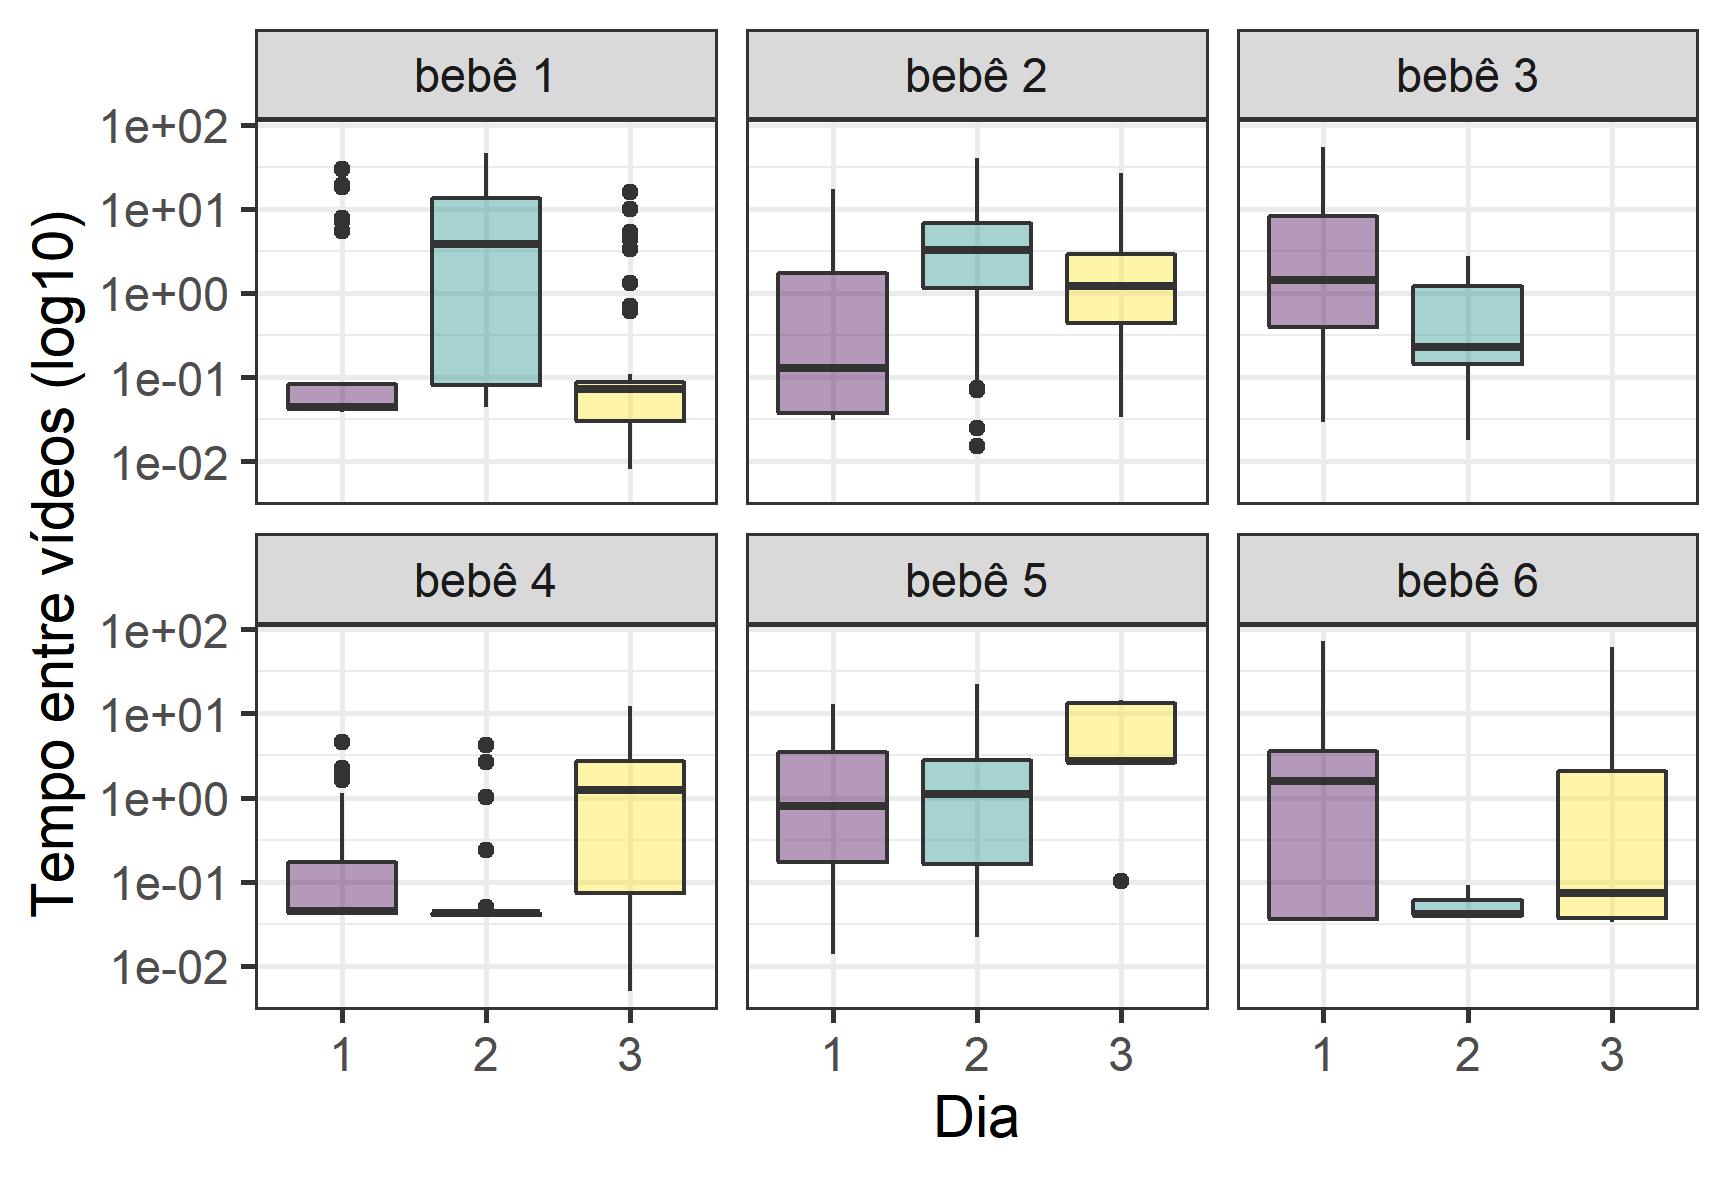 bebê 1
bebê 2
bebê 3
1e+02
1e+01
1e+00
1e-01
1e-02
bebê 4
bebê 5
bebê 6
1e+02
1e+01
1e+00
1e-01
1e-02
Tempo entre vídeos (log10)
1 2 3
1 2 3
1 2 3
Dia